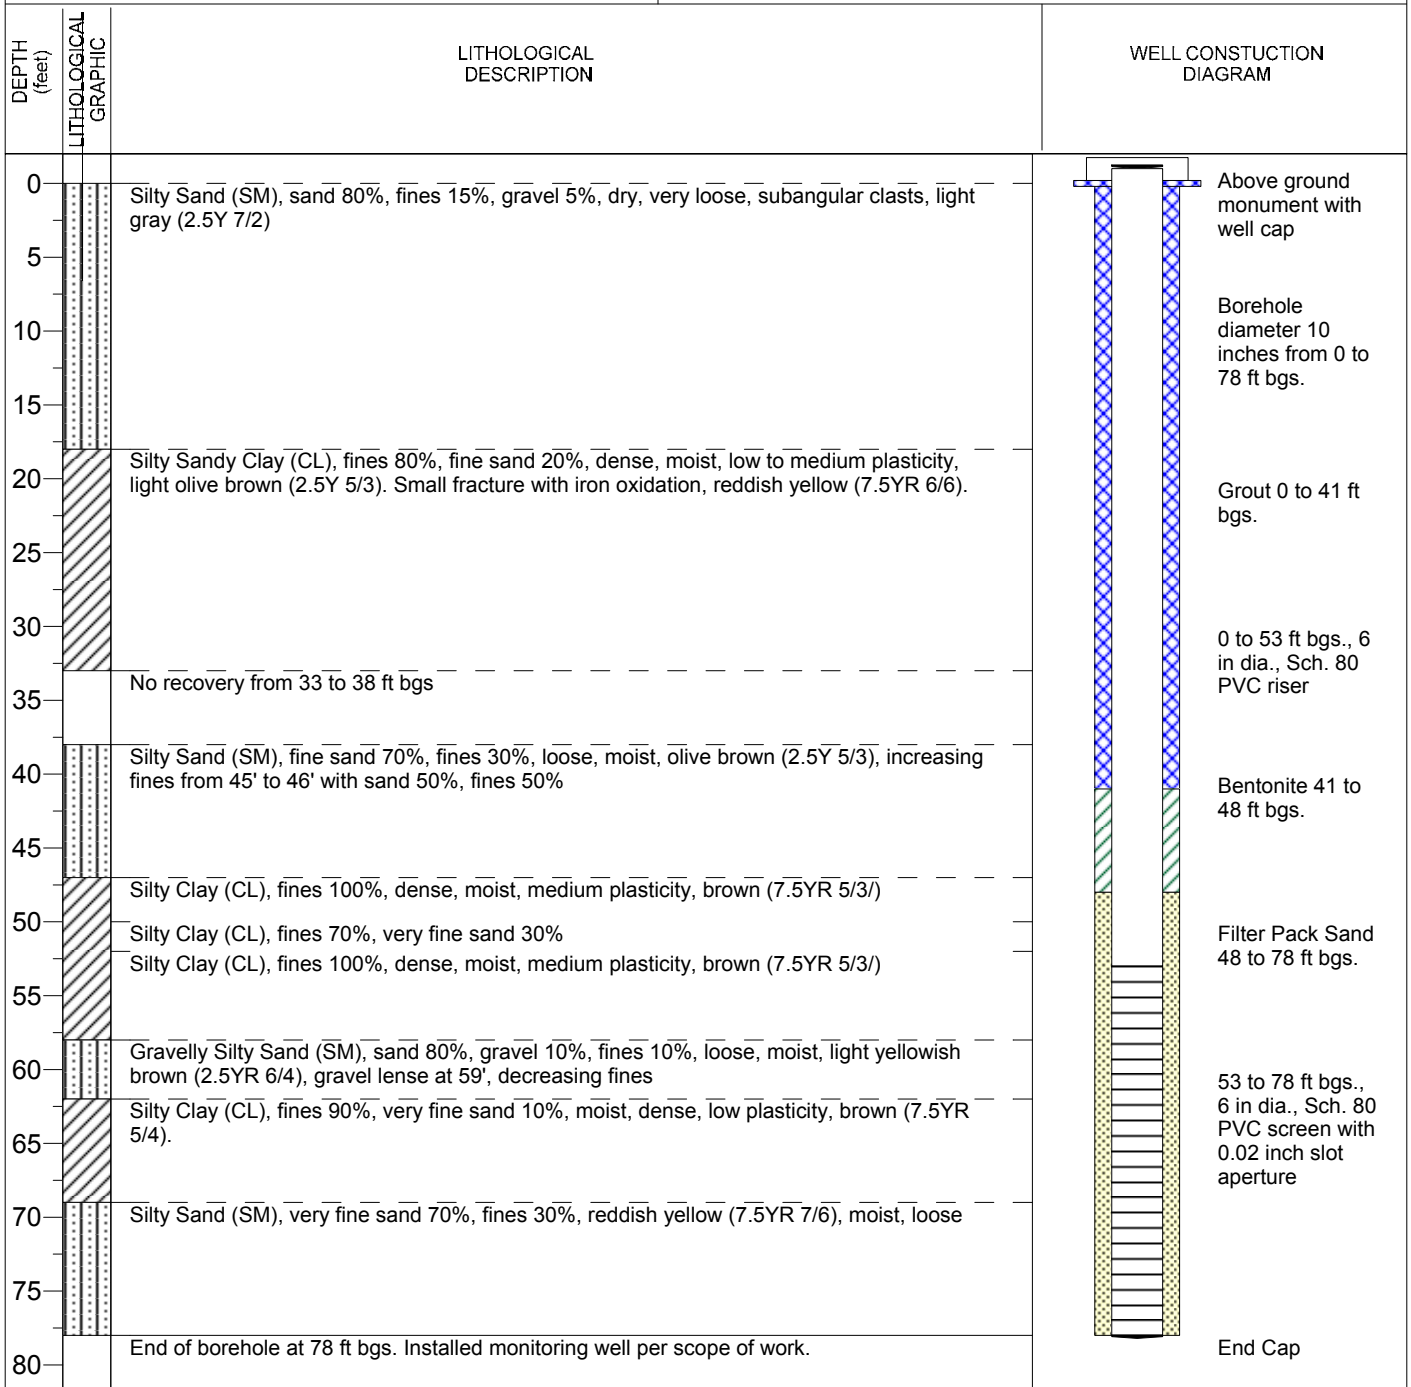 DEPTH
(feet)
LITHOLOGICAL
GRAPHIC
LITHOLOGICAL
DESCRIPTION
WELL CONSTUCTION
DIAGRAM
0
5
10
15
20
25
30
35
40
45
50
55
60
65
70
75
80
Silty Sand (SM), sand 80%, fines 15%, gravel 5%, dry, very loose, subangular clasts, light
gray (2.5Y 7/2)
Silty Sandy Clay (CL), fines 80%, fine sand 20%, dense, moist, low to medium plasticity,
light olive brown (2.5Y 5/3). Small fracture with iron oxidation, reddish yellow (7.5YR 6/6).
No recovery from 33 to 38 ft bgs
Silty Sand (SM), fine sand 70%, fines 30%, loose, moist, olive brown (2.5Y 5/3), increasing
fines from 45' to 46' with sand 50%, fines 50%
Silty Clay (CL), fines 100%, dense, moist, medium plasticity, brown (7.5YR 5/3/)
Silty Clay (CL), fines 70%, very fine sand 30%
Silty Clay (CL), fines 100%, dense, moist, medium plasticity, brown (7.5YR 5/3/)
Gravelly Silty Sand (SM), sand 80%, gravel 10%, fines 10%, loose, moist, light yellowish
brown (2.5YR 6/4), gravel lense at 59', decreasing fines
Silty Clay (CL), fines 90%, very fine sand 10%, moist, dense, low plasticity, brown (7.5YR
5/4).
Silty Sand (SM), very fine sand 70%, fines 30%, reddish yellow (7.5YR 7/6), moist, loose
End of borehole at 78 ft bgs. Installed monitoring well per scope of work.
Above ground
monument with
well cap
Borehole
diameter 10
inches from 0 to
78 ft bgs.
Grout 0 to 41 ft
bgs.
0 to 53 ft bgs., 6
in dia., Sch. 80
PVC riser
Bentonite 41 to
48 ft bgs.
Filter Pack Sand
48 to 78 ft bgs.
53 to 78 ft bgs.,
6 in dia., Sch. 80
PVC screen with
0.02 inch slot
aperture
End Cap